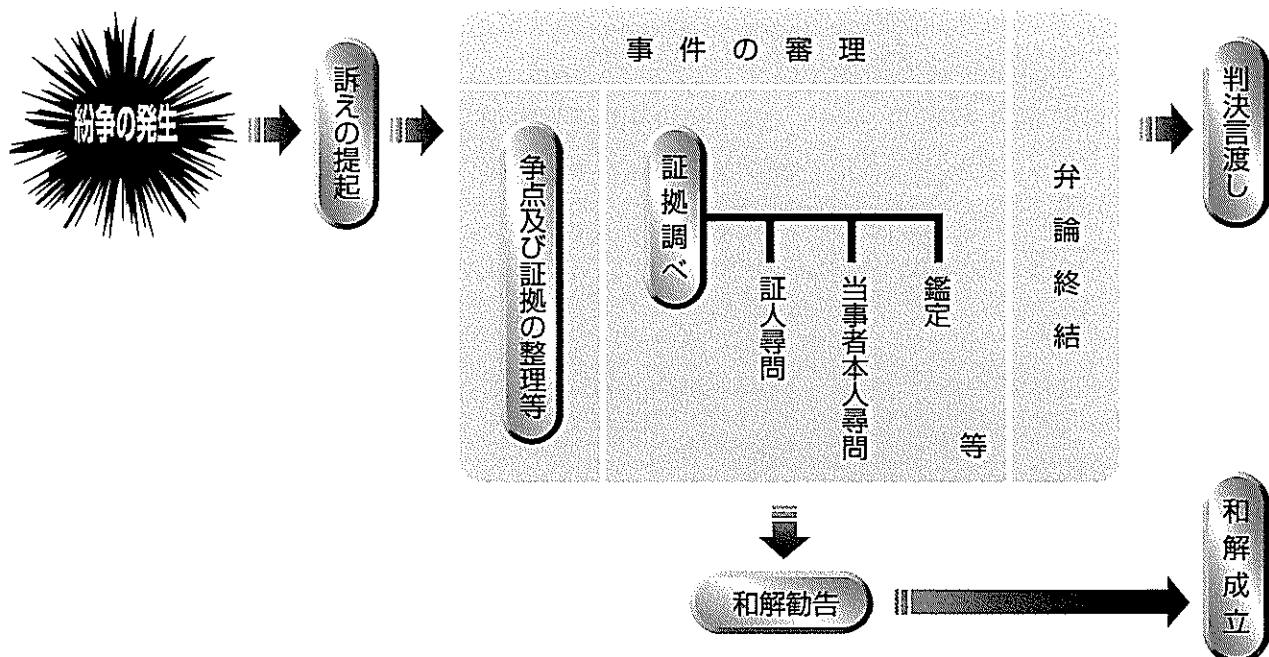 紛争の発生
訴えの提起
事件の審理
争点及び証拠の整理等
証拠調べ
証人尋問
当事者本人尋問
鑑定
等
弁論終結
判決言渡し
和解勧告
和解成立